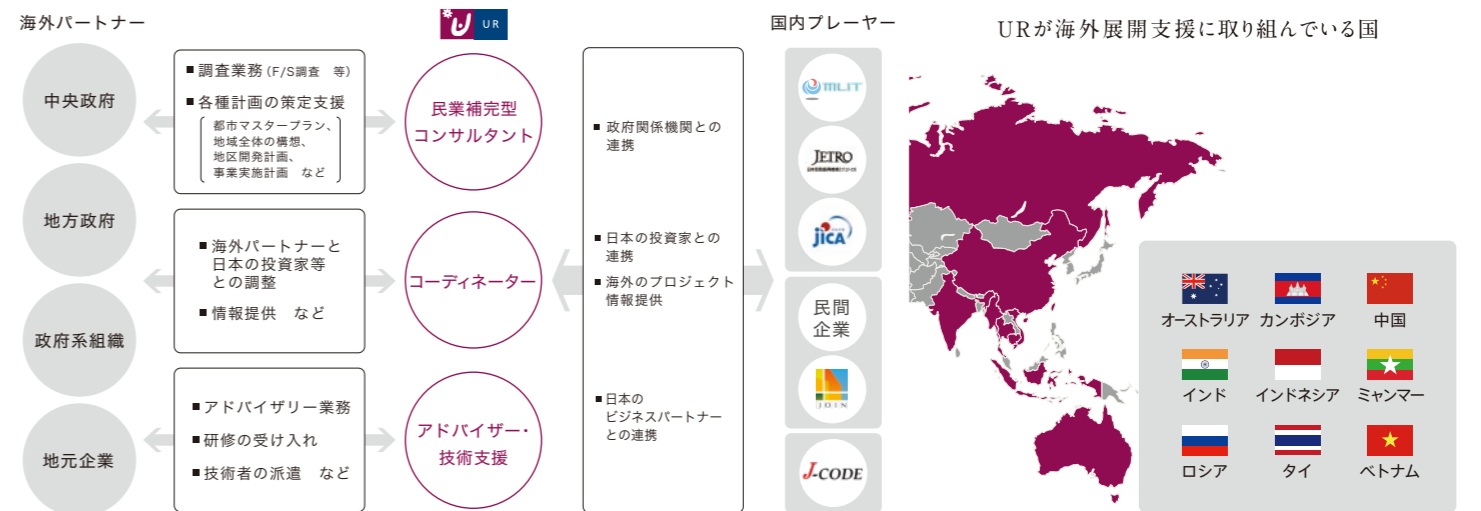 海外パートナー
中央政府
地方政府
政府系組織
地元企業
■調査業務(F/S調査　等)
■各種計画の策定支援
都市マスタープラン、
地域全体の構想、
地区開発計画、
事業実施計画　など
■海外パートナーと
日本の投資家等
との調整
■情報提供　など
■アドバイザリー業務
■研修の受け入れ
■技術者の派遣　など
UR
民業補完型
コンサルタント
コーディネーター
アドバイザー・
技術支援
■政府関係機関との
連携
■日本の投資家との
連携
■海外のプロジェクト
情報提供
■日本の
ビジネスパートナー
との連携
国内プレーヤー
MLIT
JETRO
JICA
民間
企業
JOIN
J-CODE
URが海外展開支援に取り組んでいる国
オーストラリア
カンボジア
中国
インド
インドネシア
ミャンマー
ロシア
タイ
ベトナム